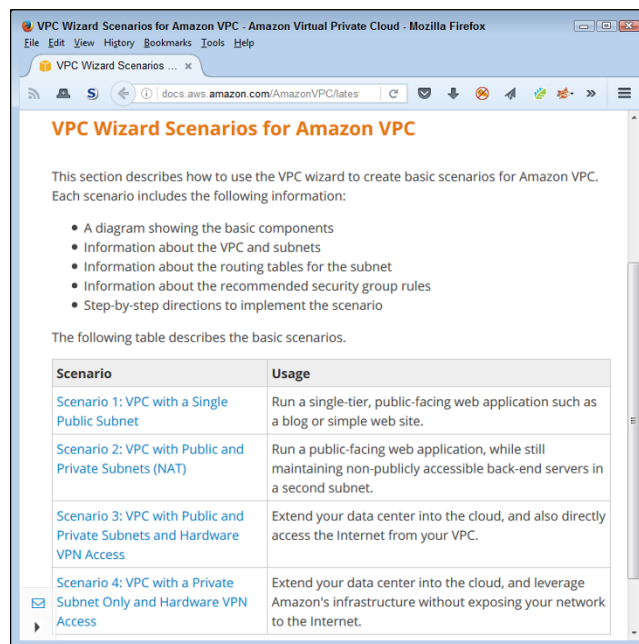 VPC Wizard Scenarios for Amazon VPC - Amazon Virtual Private Cloud - Mozilla Firefox
File Edit View History Bookmarks Tools Help
VPC Wizard Scenarios ... ×
docs.aws.amazon.com/AmazonVPC/lates
VPC Wizard Scenarios for Amazon VPC
This section describes how to use the VPC wizard to create basic scenarios for Amazon VPC.
Each scenario includes the following information:
• A diagram showing the basic components
• Information about the VPC and subnets
• Information about the routing tables for the subnet
• Information about the recommended security group rules
• Step-by-step directions to implement the scenario
The following table describes the basic scenarios.
Scenario Usage
Scenario 1: VPC with a Single
Public Subnet
Run a single-tier, public-facing web application such as
a blog or simple web site.
Scenario 2: VPC with Public and
Private Subnets (NAT)
Run a public-facing web application, while still
maintaining non-publicly accessible back-end servers in
a second subnet.
Scenario 3: VPC with Public and
Private Subnets and Hardware
VPN Access
Extend your data center into the cloud, and also directly
access the Internet from your VPC.
Scenario 4: VPC with a Private
Subnet Only and Hardware VPN
Access
Extend your data center into the cloud, and leverage
Amazon's infrastructure without exposing your network
to the Internet.